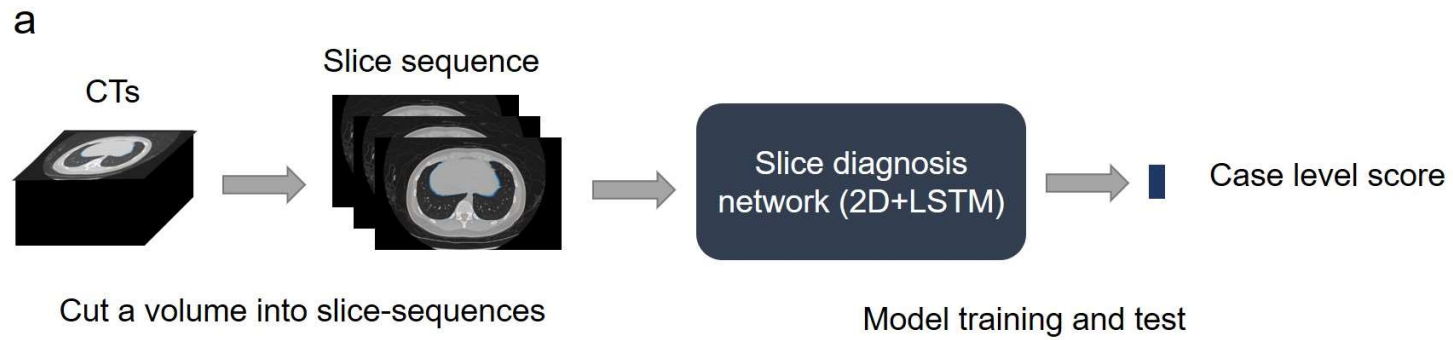 a
CTs
Slice sequence
Slice diagnosis
network (2D+LSTM)
Case level score
Cut a volume into slice-sequences
Model training and test